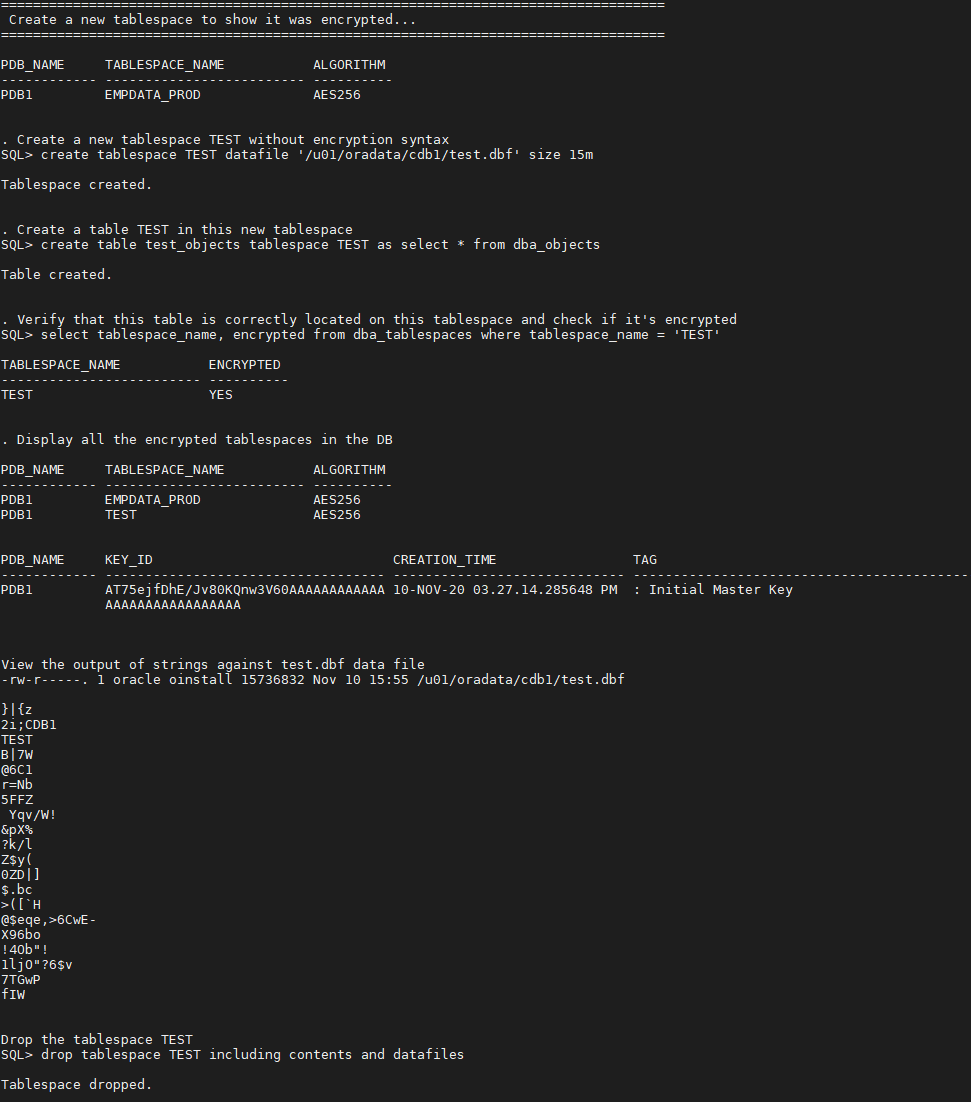 ===================================================================================
 Create a new tablespace to show it was encrypted...
===================================================================================
PDB_NAME     TABLESPACE_NAME           ALGORITHM
------------ ------------------------- ----------
PDB1         EMPDATA_PROD              AES256
. Create a new tablespace TEST without encryption syntax
SQL> create tablespace TEST datafile '/u01/oradata/cdb1/test.dbf' size 15m
Tablespace created.
. Create a table TEST in this new tablespace
SQL> create table test_objects tablespace TEST as select * from dba_objects
Table created.
. Verify that this table is correctly located on this tablespace and check if it's encrypted
SQL> select tablespace_name, encrypted from dba_tablespaces where tablespace_name = 'TEST'
TABLESPACE_NAME           ENCRYPTED
------------------------- ----------
TEST                      YES
. Display all the encrypted tablespaces in the DB
PDB_NAME     TABLESPACE_NAME           ALGORITHM
------------ ------------------------- ----------
PDB1         EMPDATA_PROD              AES256
PDB1         TEST                      AES256
PDB_NAME     KEY_ID                              CREATION_TIME                 TAG
------------ ----------------------------------- ----------------------------- ------------------------------------------
PDB1         AT75ejfDhE/Jv80KQnw3V60AAAAAAAAAAAA 10-NOV-20 03.27.14.285648 PM  : Initial Master Key
             AAAAAAAAAAAAAAAAA
View the output of strings against test.dbf data file
-rw-r-----. 1 oracle oinstall 15736832 Nov 10 15:55 /u01/oradata/cdb1/test.dbf
}|{z
2i;CDB1
TEST
B|7W
@6C1
r=Nb
5FFZ
 Yqv/W!
&pX%
?k/l
Z$y(
0ZD|]
$.bc
>([`H
@$eqe,>6CwE-
X96bo
!4Ob"!
1ljO"?6$v
7TGwP
fIW
Drop the tablespace TEST
SQL> drop tablespace TEST including contents and datafiles
Tablespace dropped.